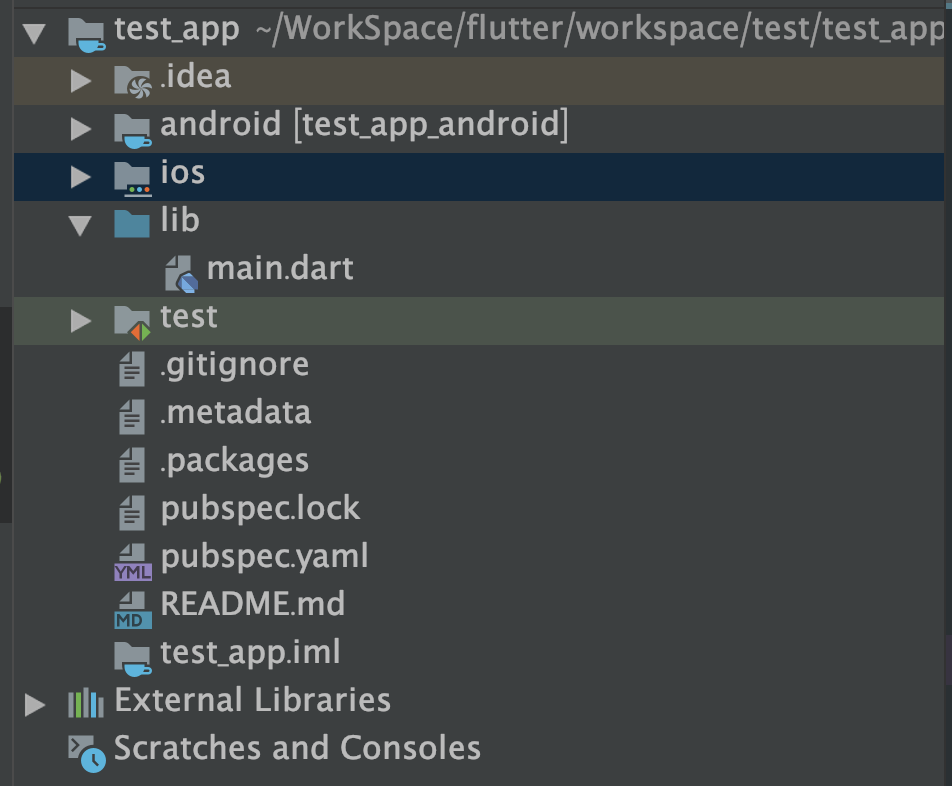 test_app ~/WorkSpace/flutter/workspace/test/test_app
.idea
android [test_app_android]
ios
lib
main.dart
test
.gitignore
.metadata
.packages
pubspec.lock
YML pubspec.yaml
MD README.md
test_app.iml
External Libraries
Scratches and Consoles